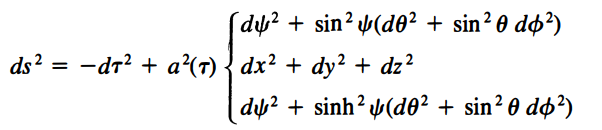 dψ² + sin² ψ(dθ² + sin² θ dϕ²)
ds² = −dτ² + a²(τ) { dx² + dy² + dz²
dψ² + sinh² ψ(dθ² + sin² θ dϕ²)